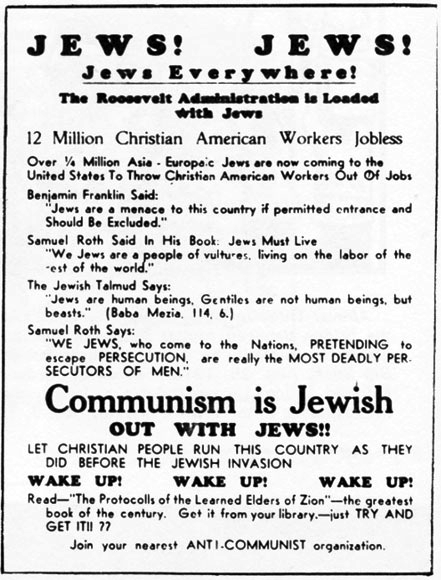 JEWS! JEWS!
Jews Everywhere!
The Roosevelt Administration is Loaded
with Jews
12 Million Christian American Workers Jobless
Over ¼ Million Asia - Europaic Jews are now coming to the
United States To Throw Christian American Workers Out Of Jobs
Benjamin Franklin Said:
"Jews are a menace to this country if permitted entrance and
Should Be Excluded."
Samuel Roth Said In His Book: Jews Must Live
"We Jews are a people of vultures, living on the labor of the
rest of the world."
The Jewish Talmud Says:
"Jews are human beings, Gentiles are not human beings, but
beasts." (Baba Mezia, 114, 6.)
Samuel Roth Says:
"WE JEWS, who come to the Nations, PRETENDING to
escape PERSECUTION, are really the MOST DEADLY PER-
SECUTORS OF MEN."
Communism is Jewish
OUT WITH JEWS!!
LET CHRISTIAN PEOPLE RUN THIS COUNTRY AS THEY
DID BEFORE THE JEWISH INVASION
WAKE UP! WAKE UP! WAKE UP!
Read—"The Protocolls of the Learned Elders of Zion"—the greatest
book of the century. Get it from your library.—just TRY AND
GET IT!! ??
Join your nearest ANTI-COMMUNIST organization.